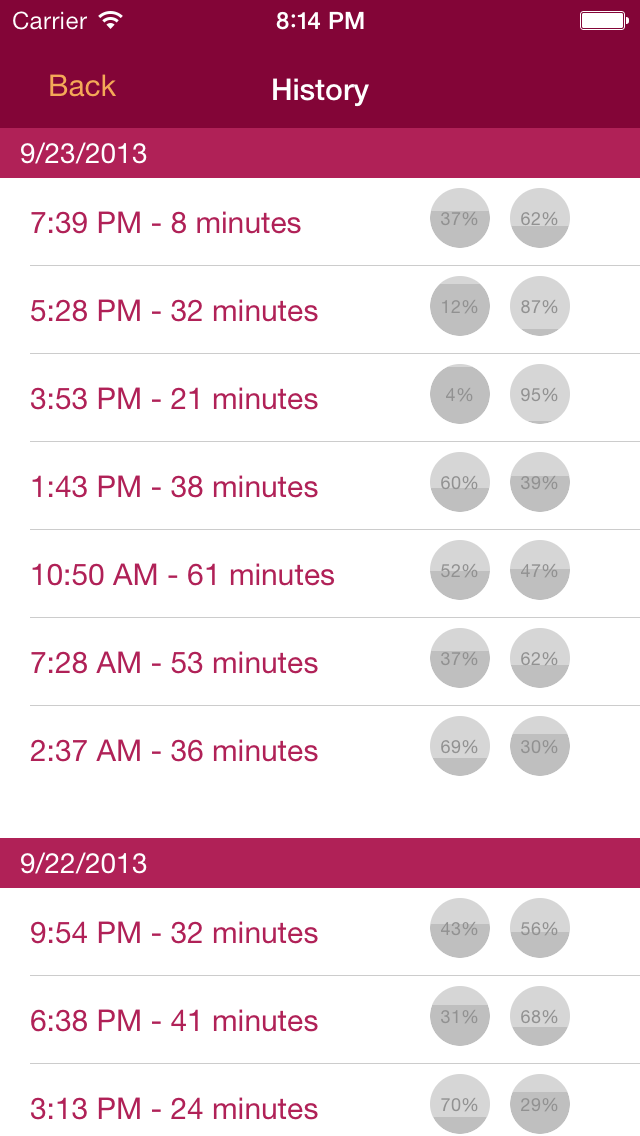 Carrier 8:14 PM
Back History
9/23/2013
7:39 PM - 8 minutes 37% 62%
5:28 PM - 32 minutes 12% 87%
3:53 PM - 21 minutes 4% 95%
1:43 PM - 38 minutes 60% 39%
10:50 AM - 61 minutes 52% 47%
7:28 AM - 53 minutes 37% 62%
2:37 AM - 36 minutes 69% 30%
9/22/2013
9:54 PM - 32 minutes 43% 56%
6:38 PM - 41 minutes 31% 68%
3:13 PM - 24 minutes 70% 29%